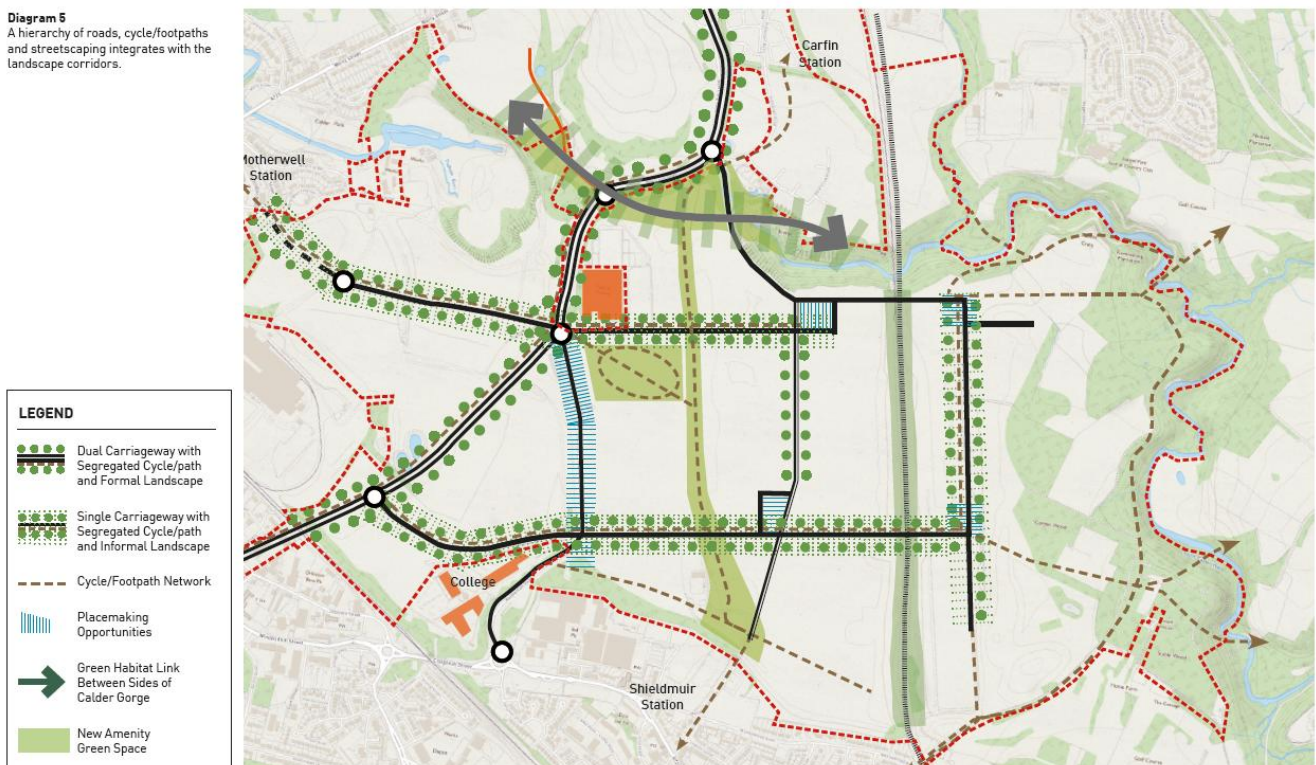 Diagram 5
A hierarchy of roads, cycle/footpaths
and streetscaping integrates with the
landscape corridors.
Carfin
Station
Motherwell
Station
College
Shieldmuir
Station
Golf Course
LEGEND
Dual Carriageway with
Segregated Cycle/path
and Formal Landscape
Single Carriageway with
Segregated Cycle/path
and Informal Landscape
Cycle/Footpath Network
Placemaking
Opportunities
Green Habitat Link
Between Sides of
Calder Gorge
New Amenity
Green Space